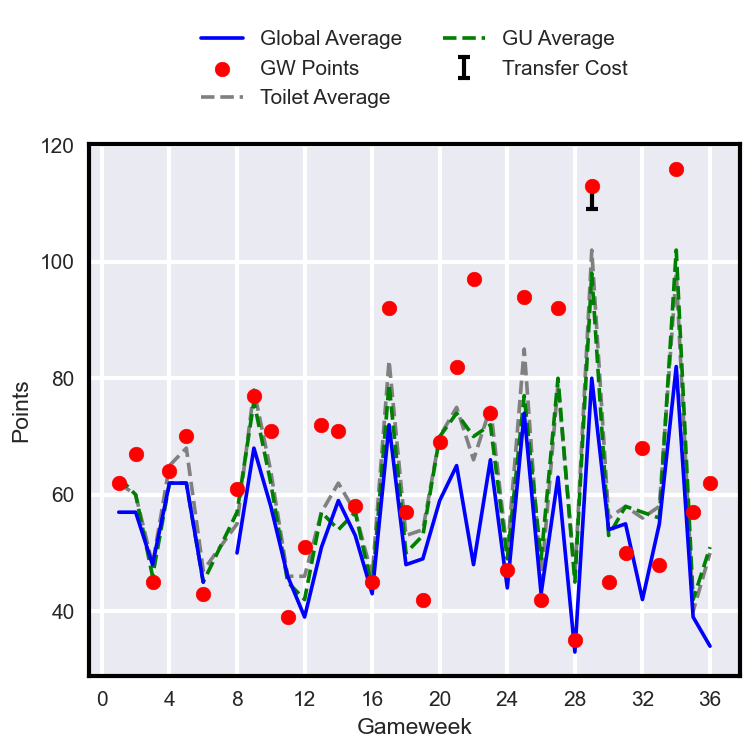 Global Average
GW Points
Toilet Average
GU Average
Transfer Cost
120
100
80
60
40
Points
0 4 8 12 16 20 24 28 32 36
Gameweek